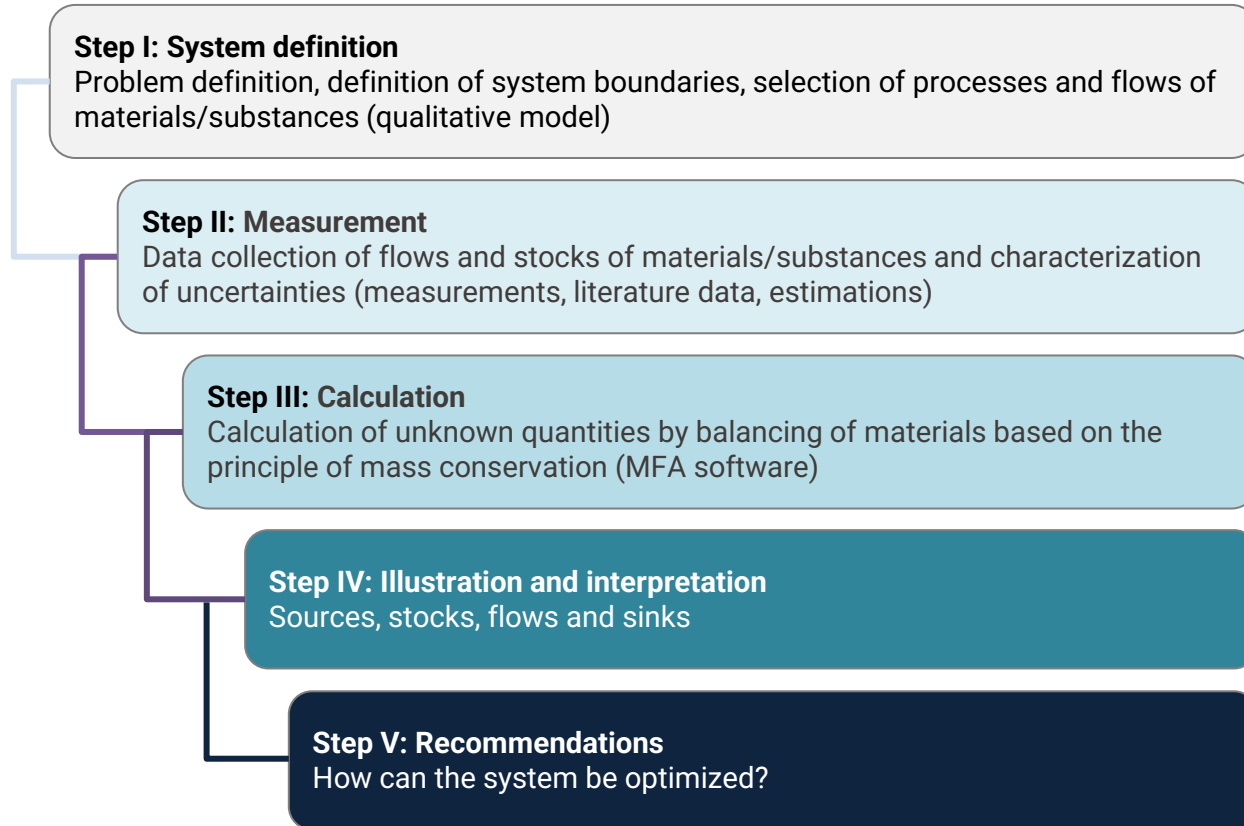 Step I: System definition
Problem definition, definition of system boundaries, selection of processes and flows of
materials/substances (qualitative model)
Step II: Measurement
Data collection of flows and stocks of materials/substances and characterization
of uncertainties (measurements, literature data, estimations)
Step III: Calculation
Calculation of unknown quantities by balancing of materials based on the
principle of mass conservation (MFA software)
Step IV: Illustration and interpretation
Sources, stocks, flows and sinks
Step V: Recommendations
How can the system be optimized?